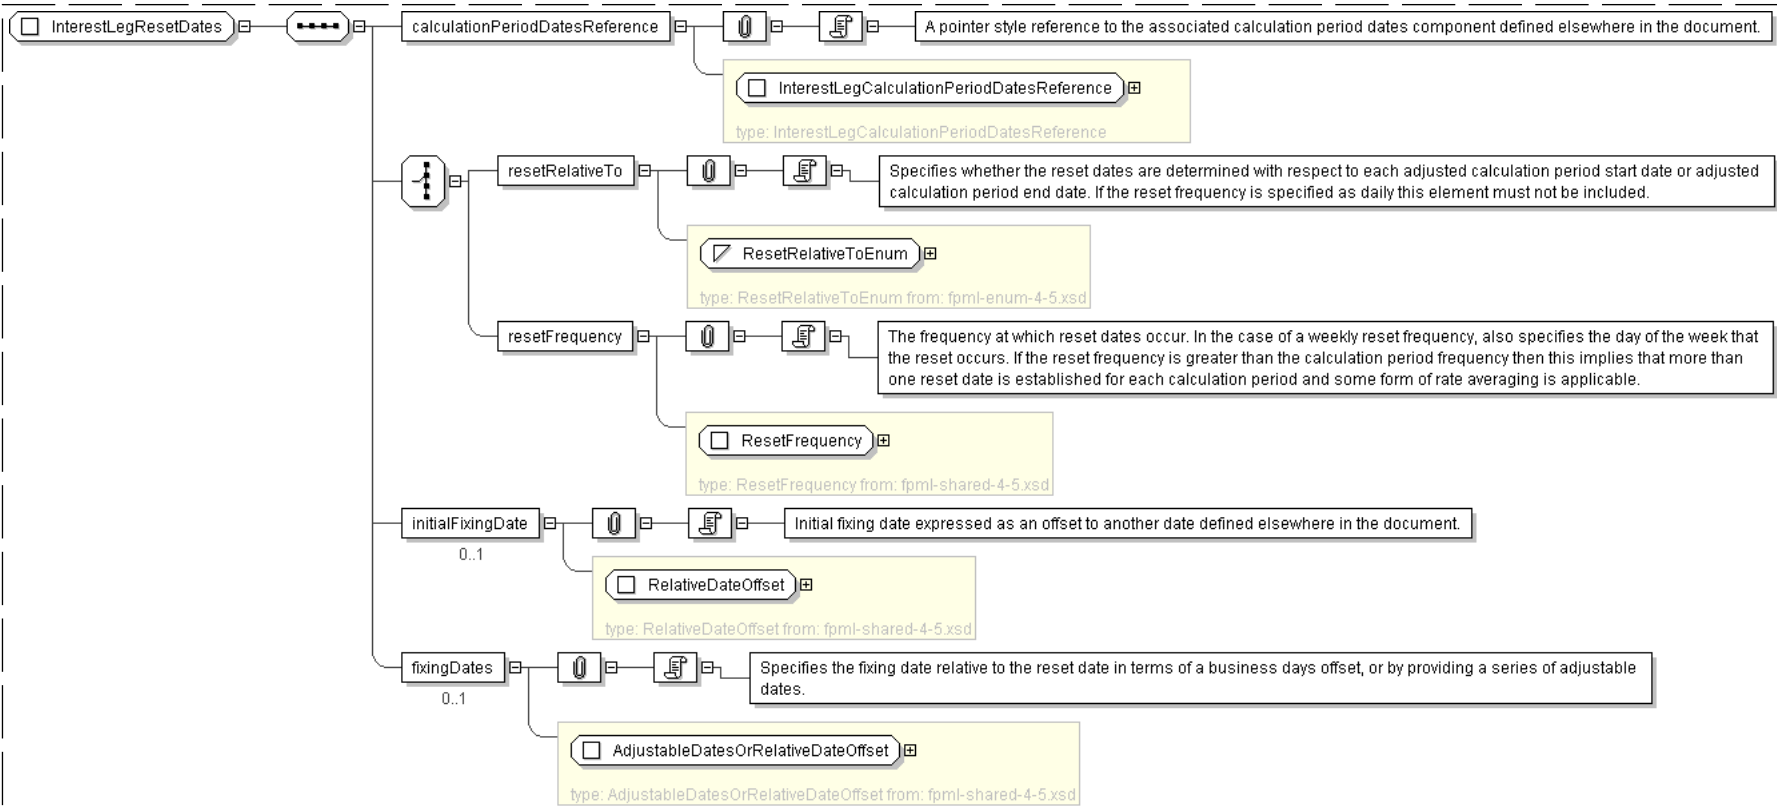 InterestLegResetDates
calculationPeriodDatesReference
A pointer style reference to the associated calculation period dates component defined elsewhere in the document.
InterestLegCalculationPeriodDatesReference
type: InterestLegCalculationPeriodDatesReference
resetRelativeTo
Specifies whether the reset dates are determined with respect to each adjusted calculation period start date or adjusted
calculation period end date. If the reset frequency is specified as daily this element must not be included.
ResetRelativeToEnum
type: ResetRelativeToEnum from: fpml-enum-4-5.xsd
resetFrequency
The frequency at which reset dates occur. In the case of a weekly reset frequency, also specifies the day of the week that
the reset occurs. If the reset frequency is greater than the calculation period frequency then this implies that more than
one reset date is established for each calculation period and some form of rate averaging is applicable.
ResetFrequency
type: ResetFrequency from: fpml-shared-4-5.xsd
initialFixingDate
0..1
Initial fixing date expressed as an offset to another date defined elsewhere in the document.
RelativeDateOffset
type: RelativeDateOffset from: fpml-shared-4-5.xsd
fixingDates
0..1
Specifies the fixing date relative to the reset date in terms of a business days offset, or by providing a series of adjustable
dates.
AdjustableDatesOrRelativeDateOffset
type: AdjustableDatesOrRelativeDateOffset from: fpml-shared-4-5.xsd